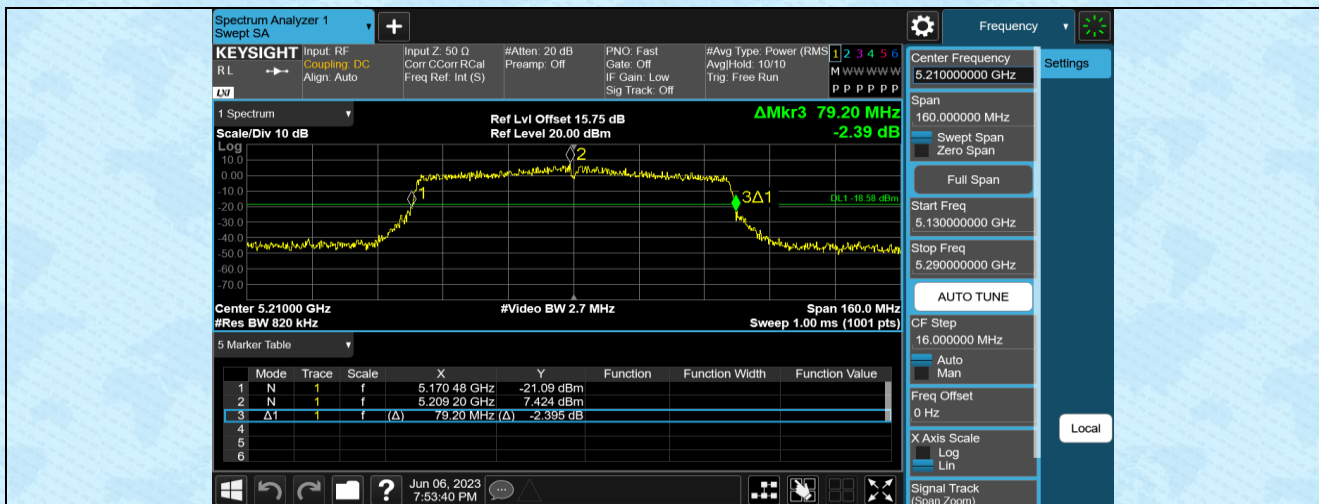 Spectrum Analyzer 1
Swept SA
Frequency
KEYSIGHT
R L
LXI
Input: RF
Coupling: DC
Align: Auto
Input Z: 50 Ω
Corr CCorr RCal
Freq Ref: Int (S)
#Atten: 20 dB
Preamp: Off
PNO: Fast
Gate: Off
IF Gain: Low
Sig Track: Off
#Avg Type: Power (RMS
Avg|Hold: 10/10
Trig: Free Run
1 2 3 4 5 6
M W W W W W
P P P P P P
1 Spectrum
Scale/Div 10 dB
Ref Lvl Offset 15.75 dB
Ref Level 20.00 dBm
ΔMkr3 79.20 MHz
-2.39 dB
Log
10.0
0.00
-10.0
-20.0
-30.0
-40.0
-50.0
-60.0
-70.0
1
2
3Δ1
DL1 -18.58 dBm
Center 5.21000 GHz
#Video BW 2.7 MHz
Span 160.0 MHz
#Res BW 820 kHz
Sweep 1.00 ms (1001 pts)
5 Marker Table
Mode Trace Scale X Y Function Function Width Function Value
1 N 1 f 5.170 48 GHz -21.09 dBm
2 N 1 f 5.209 20 GHz 7.424 dBm
3 Δ1 1 f (Δ) 79.20 MHz (Δ) -2.395 dB
4
5
6
?
Jun 06, 2023
7:53:40 PM
Center Frequency
5.210000000 GHz
Settings
Span
160.000000 MHz
Swept Span
Zero Span
Full Span
Start Freq
5.130000000 GHz
Stop Freq
5.290000000 GHz
AUTO TUNE
CF Step
16.000000 MHz
Auto
Man
Freq Offset
0 Hz
X Axis Scale
Log
Lin
Local
Signal Track
(Span Zoom)